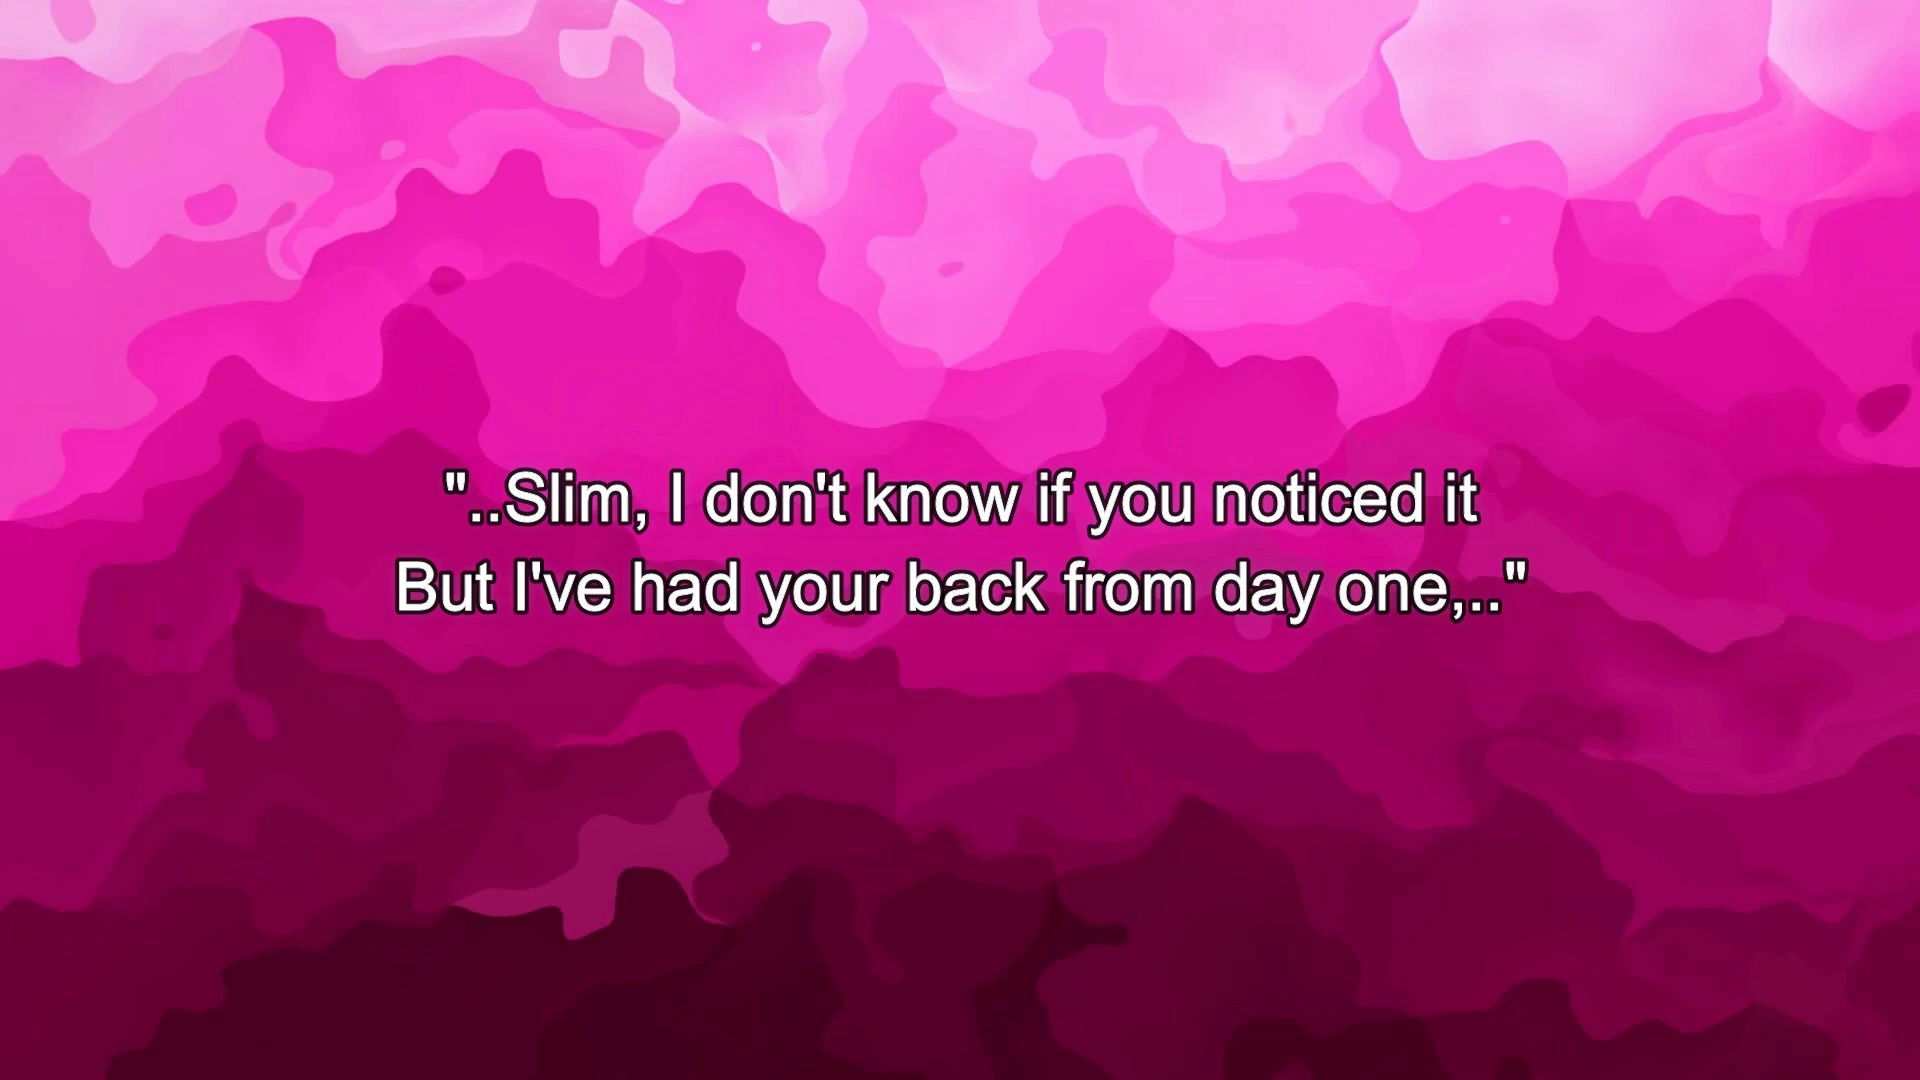 "..Slim, I don't know if you noticed it
But I've had your back from day one,.."